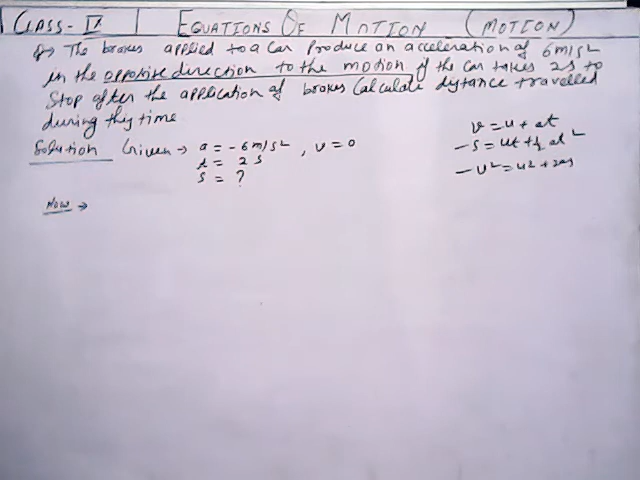 CLASS - IX EQUATIONS OF MOTION (MOTION)
Q→ The brakes applied to a car produce an acceleration of 6 m/s²
in the opposite direction to the motion if the car takes 2s to
stop after the application of brakes Calculate distance travelled
during this time
Solution Given → a = -6 m/s² , v = 0
t = 2 s
s = ?
v = u + at
- s = ut + ½ at²
- v² = u² + 2as
Now →